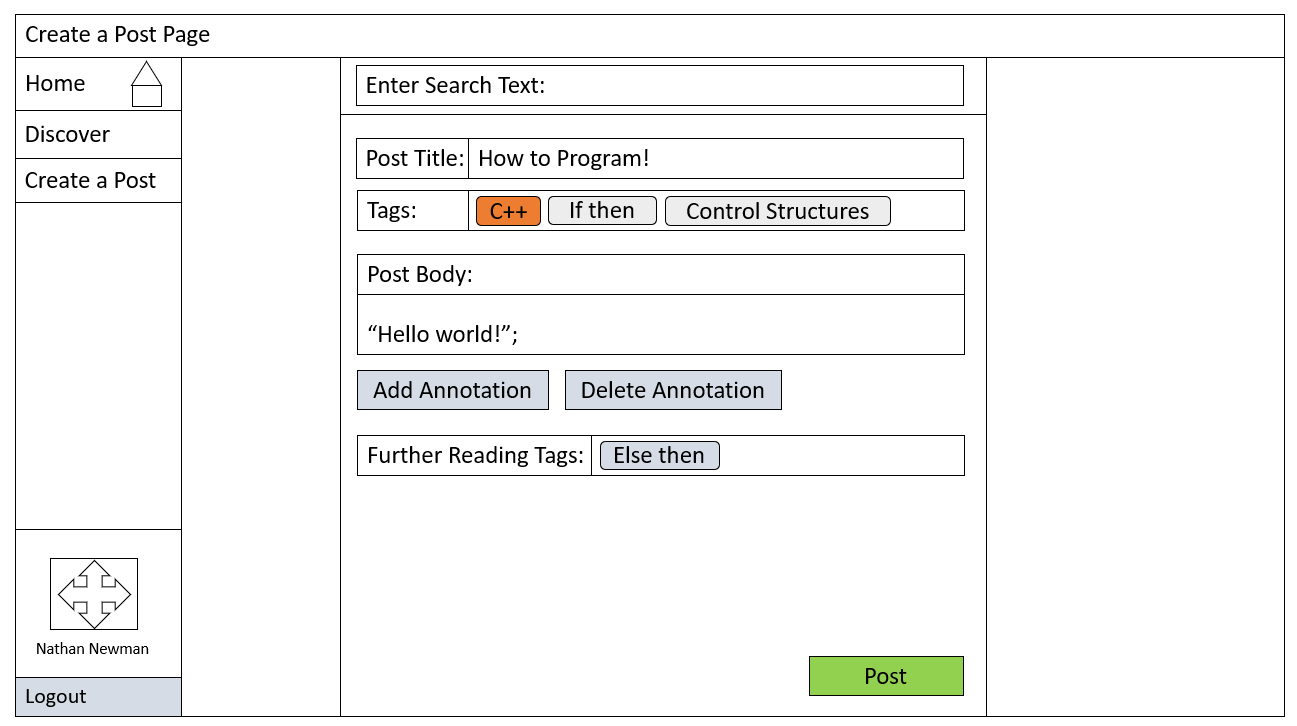 Create a Post Page
Home
Discover
Create a Post
Enter Search Text:
Post Title: How to Program!
Tags: C++ If then Control Structures
Post Body:
“Hello world!”;
Add Annotation Delete Annotation
Further Reading Tags: Else then
Nathan Newman
Logout
Post